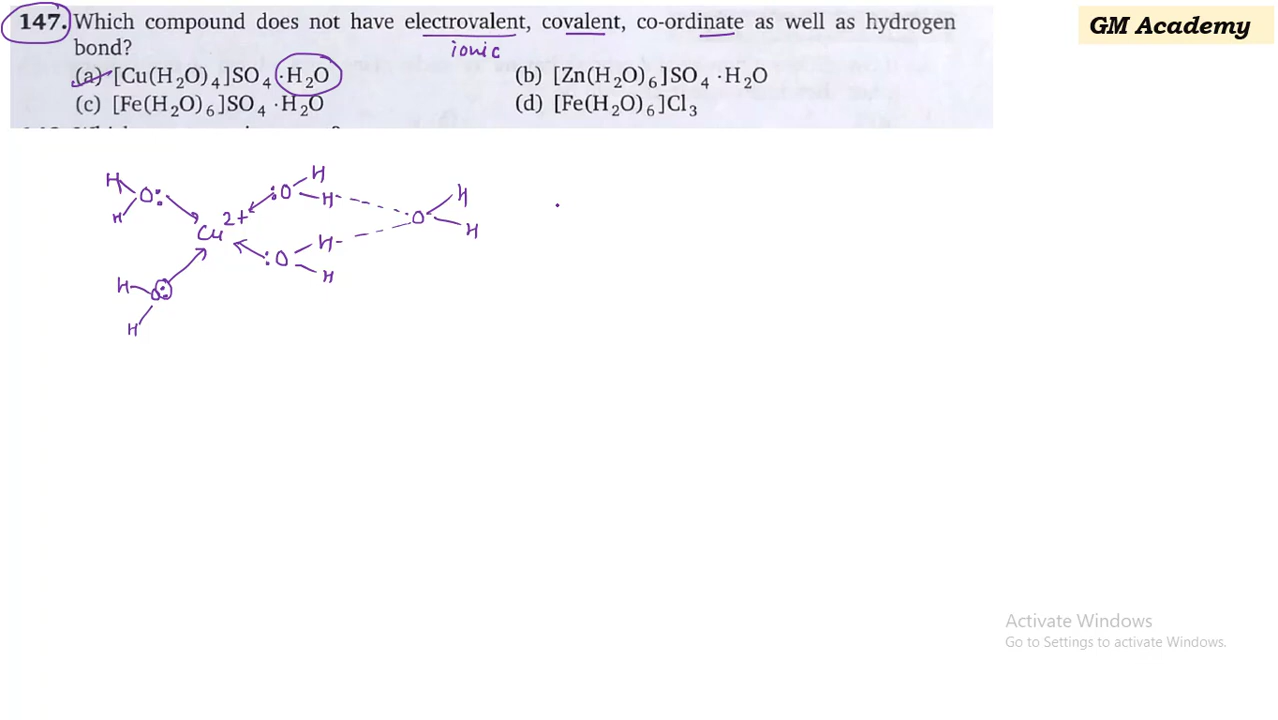 GM Academy
147. Which compound does not have electrovalent, covalent, co-ordinate as well as hydrogen
bond?
ionic
(a) [Cu(H₂O)₄]SO₄ ·H₂O (b) [Zn(H₂O)₆]SO₄ ·H₂O
(c) [Fe(H₂O)₆]SO₄ ·H₂O (d) [Fe(H₂O)₆]Cl₃
H O: H
:O H H
Cu 2+
O H H
H O: H
:O H H
Activate Windows
Go to Settings to activate Windows.